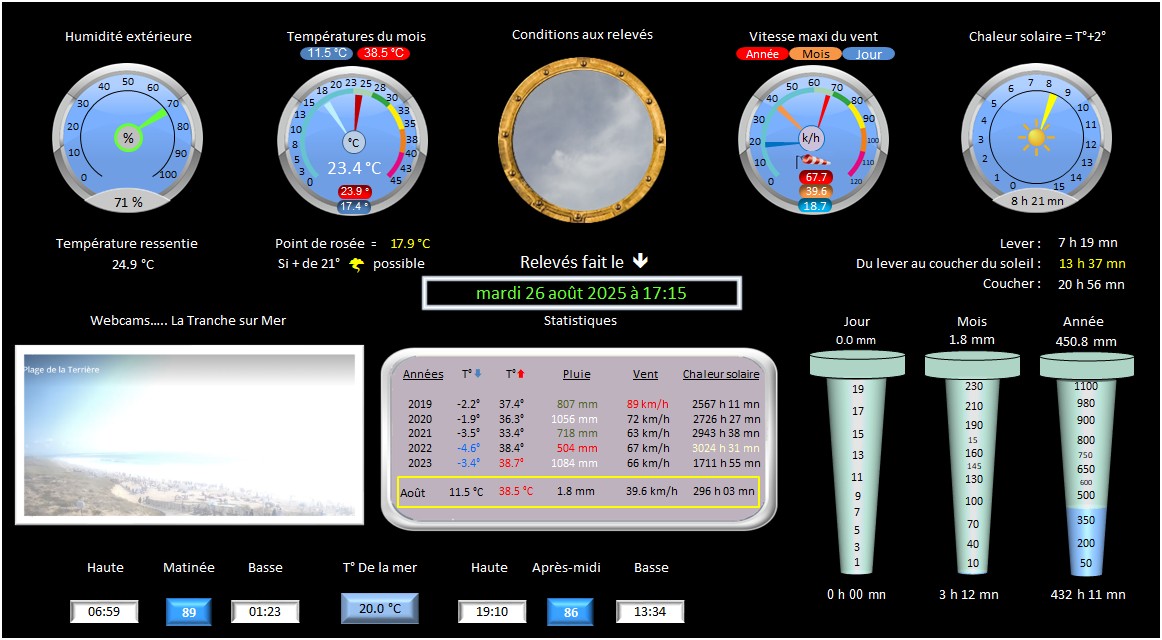 Humidité extérieure
Températures du mois
11.5 °C 38.5 °C
Conditions aux relevés
Vitesse maxi du vent
Année Mois Jour
Chaleur solaire = T°+2°
0 10 20 30 40 50 60 70 80 90 100
%
71 %
0 3 5 8 10 13 15 18 20 23 25 28 30 33 35 38 40 43 45
°C
23.4 °C
23.9 °
17.4 °
0 10 20 30 40 50 60 70 80 90 100 110 120
k/h
67.7
39.6
18.7
0 1 2 3 4 5 6 7 8 9 10 11 12 13 14 15
8 h 21 mn
Température ressentie
24.9 °C
Point de rosée = 17.9 °C
Si + de 21° possible
Relevés fait le
mardi 26 août 2025 à 17:15
Lever : 7 h 19 mn
Du lever au coucher du soleil : 13 h 37 mn
Coucher : 20 h 56 mn
Webcams..... La Tranche sur Mer
Plage de la Terrière
Statistiques
Années T° T° Pluie Vent Chaleur solaire
2019 -2.2° 37.4° 807 mm 89 km/h 2567 h 11 mn
2020 -1.9° 36.3° 1056 mm 72 km/h 2726 h 27 mn
2021 -3.5° 33.4° 718 mm 63 km/h 2943 h 38 mn
2022 -4.6° 38.4° 504 mm 67 km/h 3024 h 31 mn
2023 -3.4° 38.7° 1084 mm 66 km/h 1711 h 55 mn
Août 11.5 °C 38.5 °C 1.8 mm 39.6 km/h 296 h 03 mn
Jour
0.0 mm
19
17
15
13
11
9
7
5
3
1
0 h 00 mn
Mois
1.8 mm
230
210
190
15
160
145
130
100
70
40
10
3 h 12 mn
Année
450.8 mm
1100
980
900
800
750
650
600
500
350
200
50
432 h 11 mn
Haute Matinée Basse
06:59 89 01:23
T° De la mer
20.0 °C
Haute Après-midi Basse
19:10 86 13:34